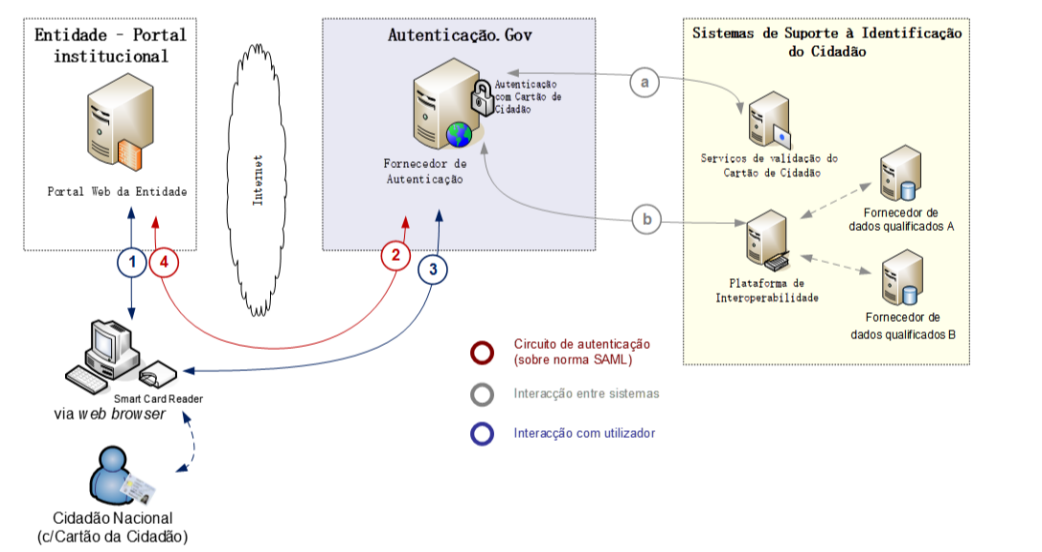 Entidade - Portal
institucional
Portal Web da Entidade
Internet
Autenticação.Gov
Autenticação
com Cartão de
Cidadão
Fornecedor de
Autenticação
Sistemas de Suporte à Identificação
do Cidadão
Serviços de validação do
Cartão de Cidadão
Fornecedor de
dados qualificados A
Plataforma de
Interoperabilidade
Fornecedor de
dados qualificados B
a
b
1
4
2
3
Smart Card Reader
via web browser
Cidadão Nacional
(c/Cartão da Cidadão)
Circuito de autenticação
(sobre norma SAML)
Interacção entre sistemas
Interacção com utilizador